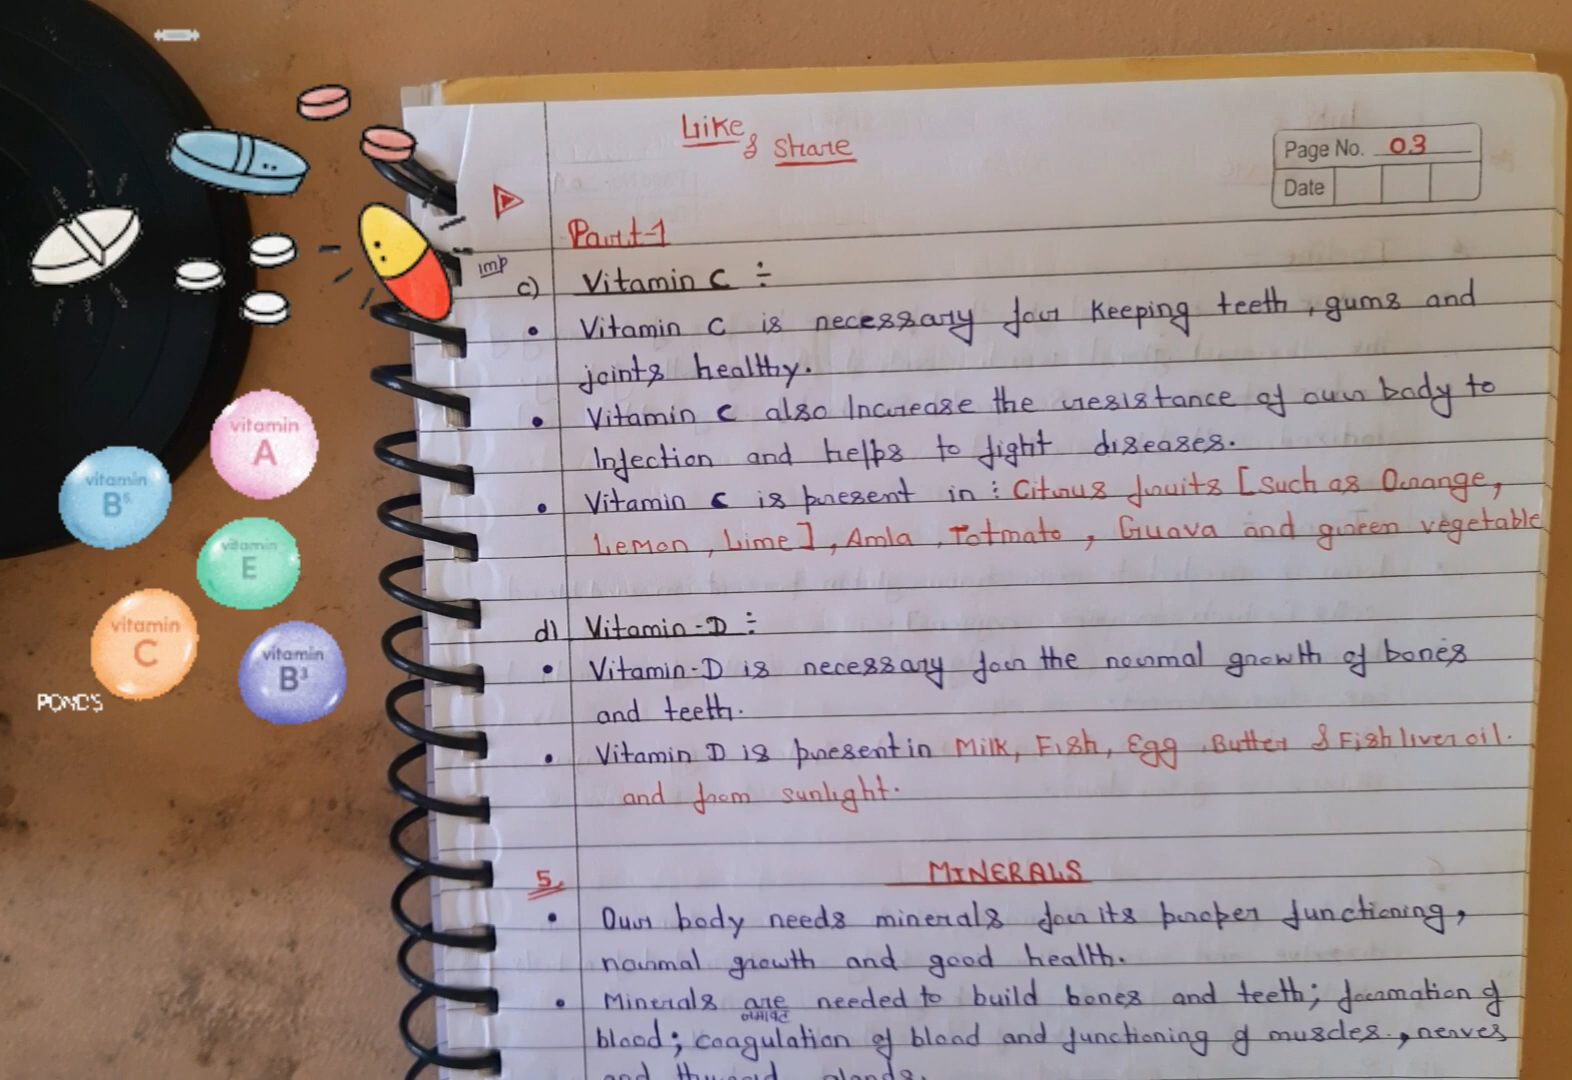 Like & Share
Page No. 03
Date
Part-1
imp
c) Vitamin C ÷
• Vitamin C is necessary for keeping teeth, gums and
joints healthy.
• Vitamin C also Increase the resistance of our body to
Infection and helps to fight diseases.
• Vitamin C is present in : Citrus fruits [such as Orange,
Lemon, Lime], Amla, Totmato, Guava and green vegetable
d) Vitamin-D ÷
• Vitamin-D is necessary for the normal growth of bones
and teeth.
• Vitamin D is present in Milk, Fish, Egg, Butter & Fish liver oil.
and from sunlight.
5. MINERALS
• Our body needs minerals for its proper functioning,
normal growth and good health.
• Minerals are needed to build bones and teeth; formation of
blood; coagulation of blood and functioning of muscles., nerves
and thyroid glands.
vitamin A
vitamin
vitamin E
vitamin C
vitamin B³
POND'S